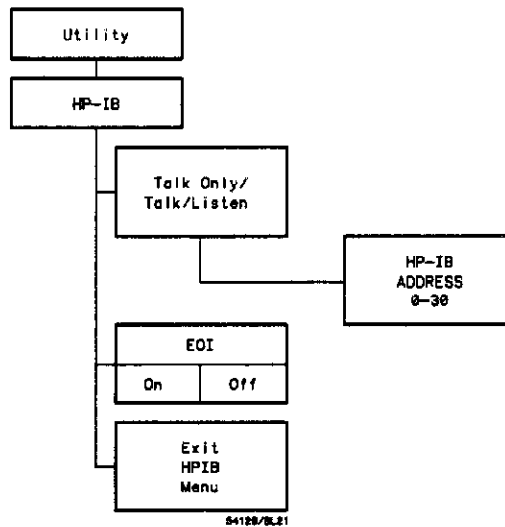 Utility
HP-IB
Talk Only/
Talk/Listen
HP-IB
ADDRESS
0-30
EOI
On Off
Exit
HPIB
Menu
54120/BL21